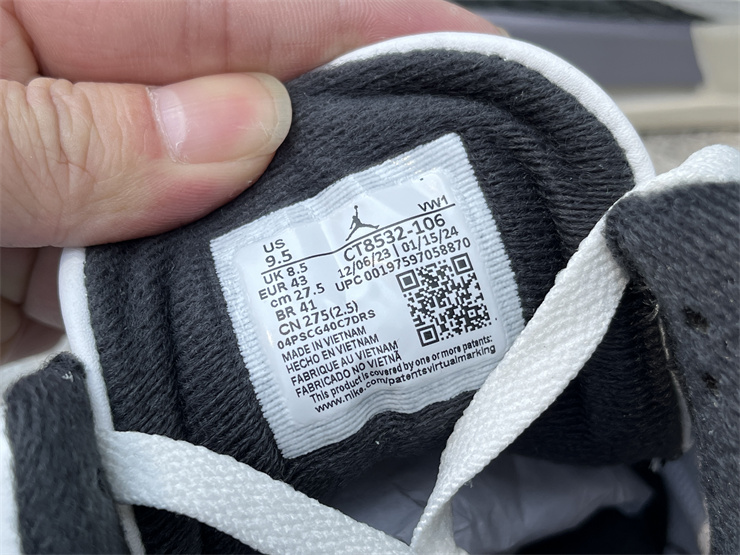 US
9.5
UK 8.5
EUR 43
cm 27.5
BR 41
CN 275(2.5)
04PSCG40C7DRS
VW1
CT8532-106
12/06/23 | 01/15/24
UPC 00197597058870
MADE IN VIETNAM
HECHO EN VIETNAM
FABRIQUE AU VIETNAM
FABRICADO NO VIETNÃ
This product is covered by one or more patents:
www.nike.com/patentsvirtualmarking